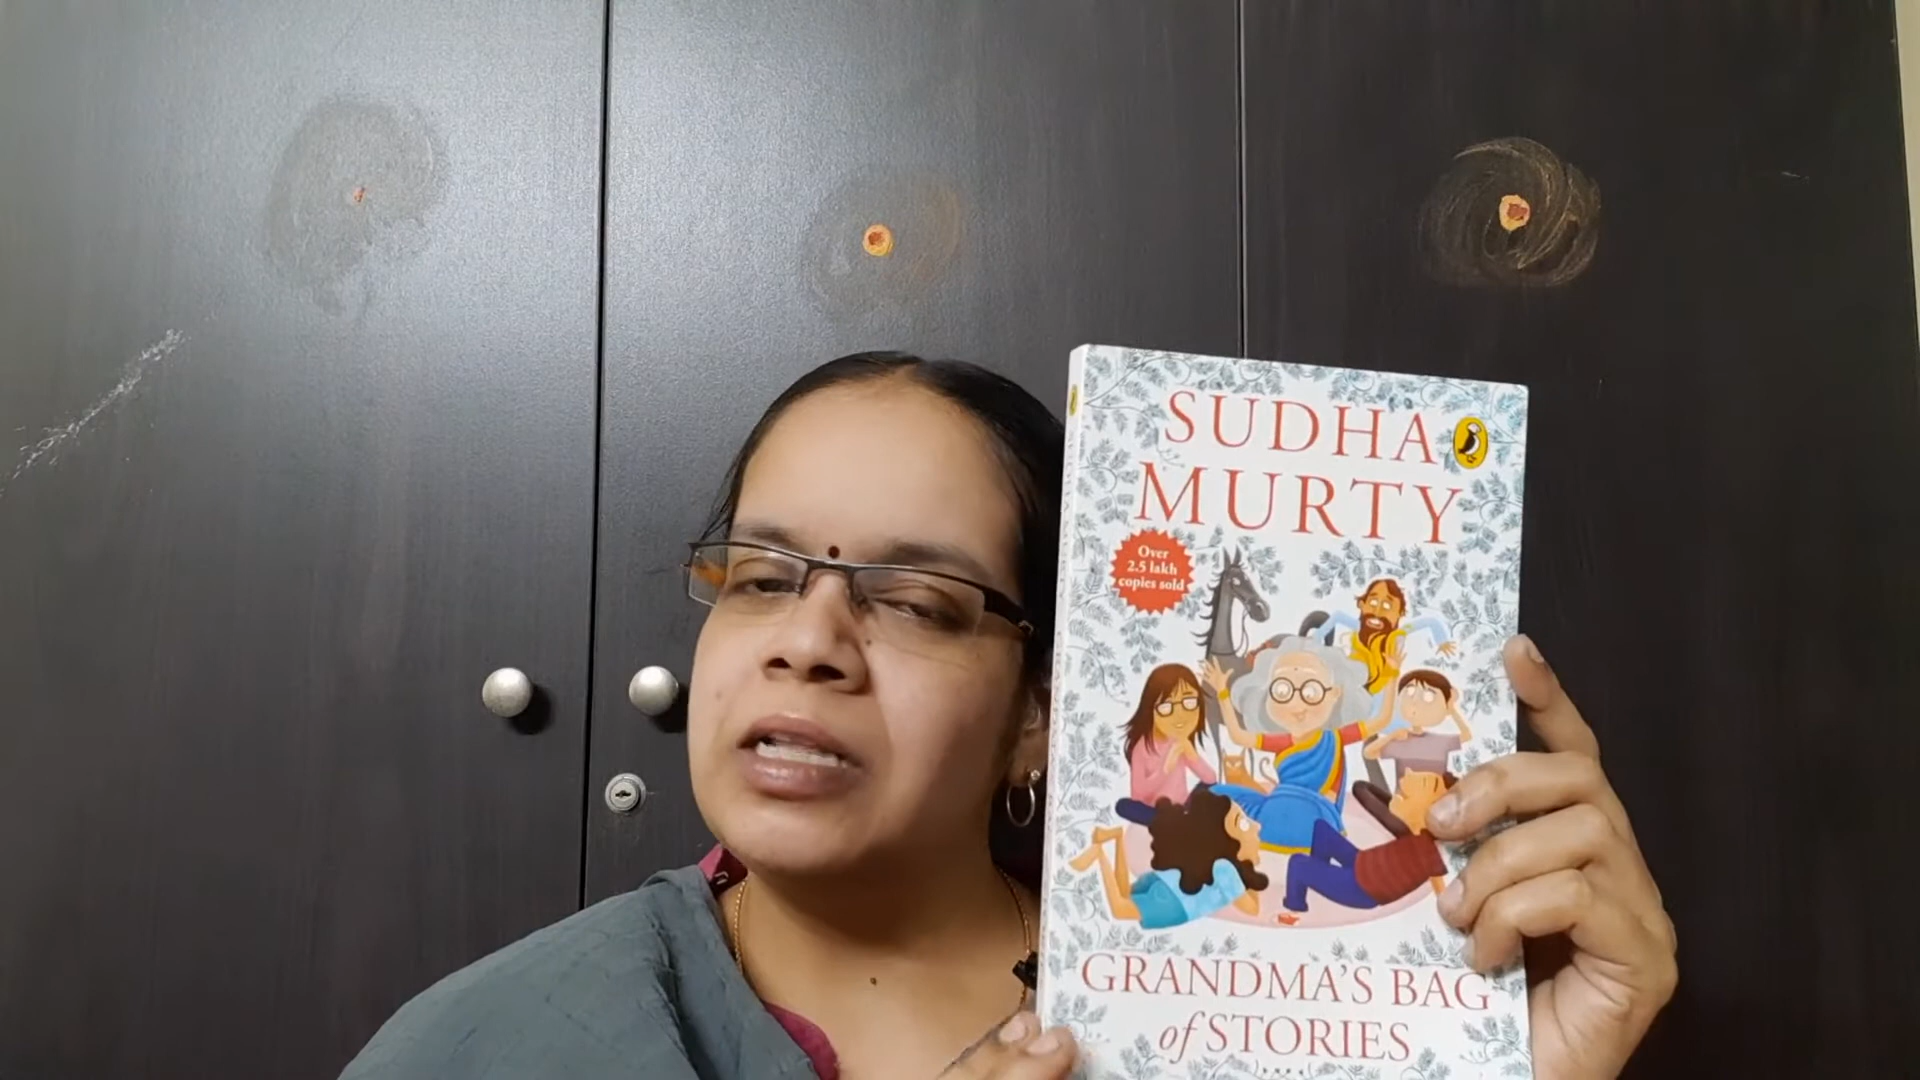 SUDHA
MURTY
Over
2.5 lakh
copies sold
GRANDMA'S BAG
of STORIES